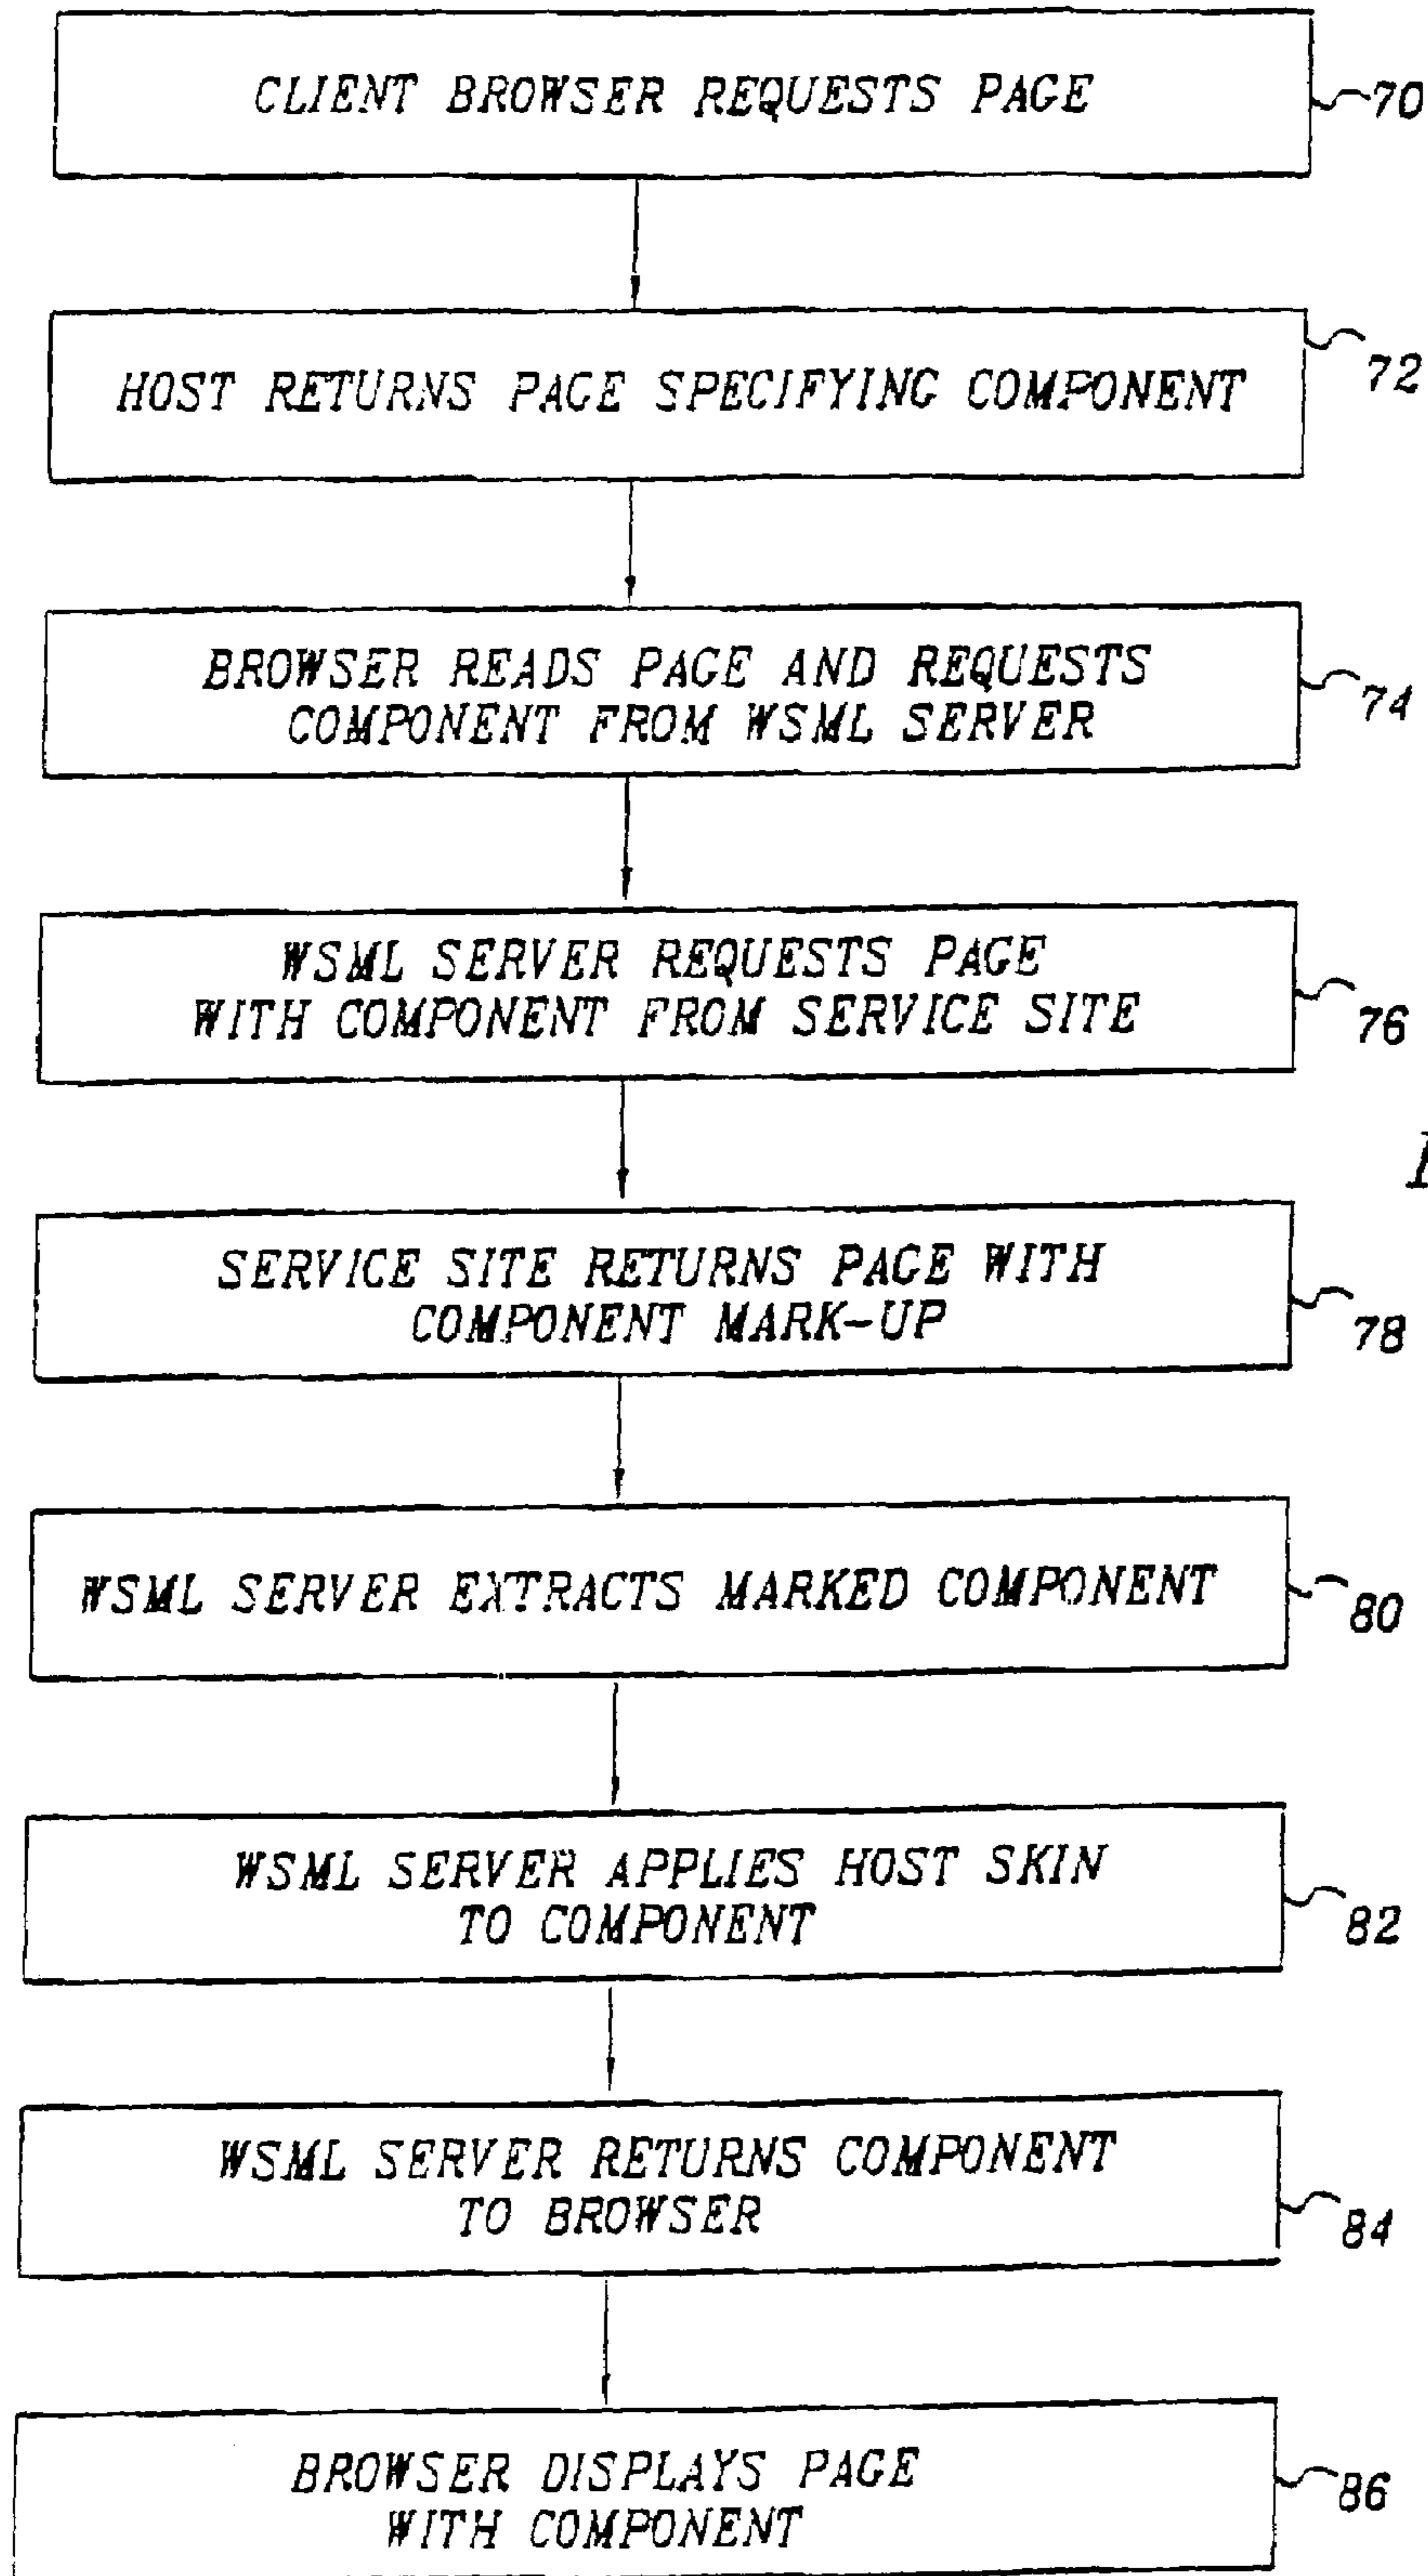 CLIENT BROWSER REQUESTS PAGE
70
HOST RETURNS PAGE SPECIFYING COMPONENT
72
BROWSER READS PAGE AND REQUESTS
COMPONENT FROM WSML SERVER
74
WSML SERVER REQUESTS PAGE
WITH COMPONENT FROM SERVICE SITE
76
SERVICE SITE RETURNS PAGE WITH
COMPONENT MARK-UP
78
WSML SERVER EXTRACTS MARKED COMPONENT
80
WSML SERVER APPLIES HOST SKIN
TO COMPONENT
82
WSML SERVER RETURNS COMPONENT
TO BROWSER
84
BROWSER DISPLAYS PAGE
WITH COMPONENT
86